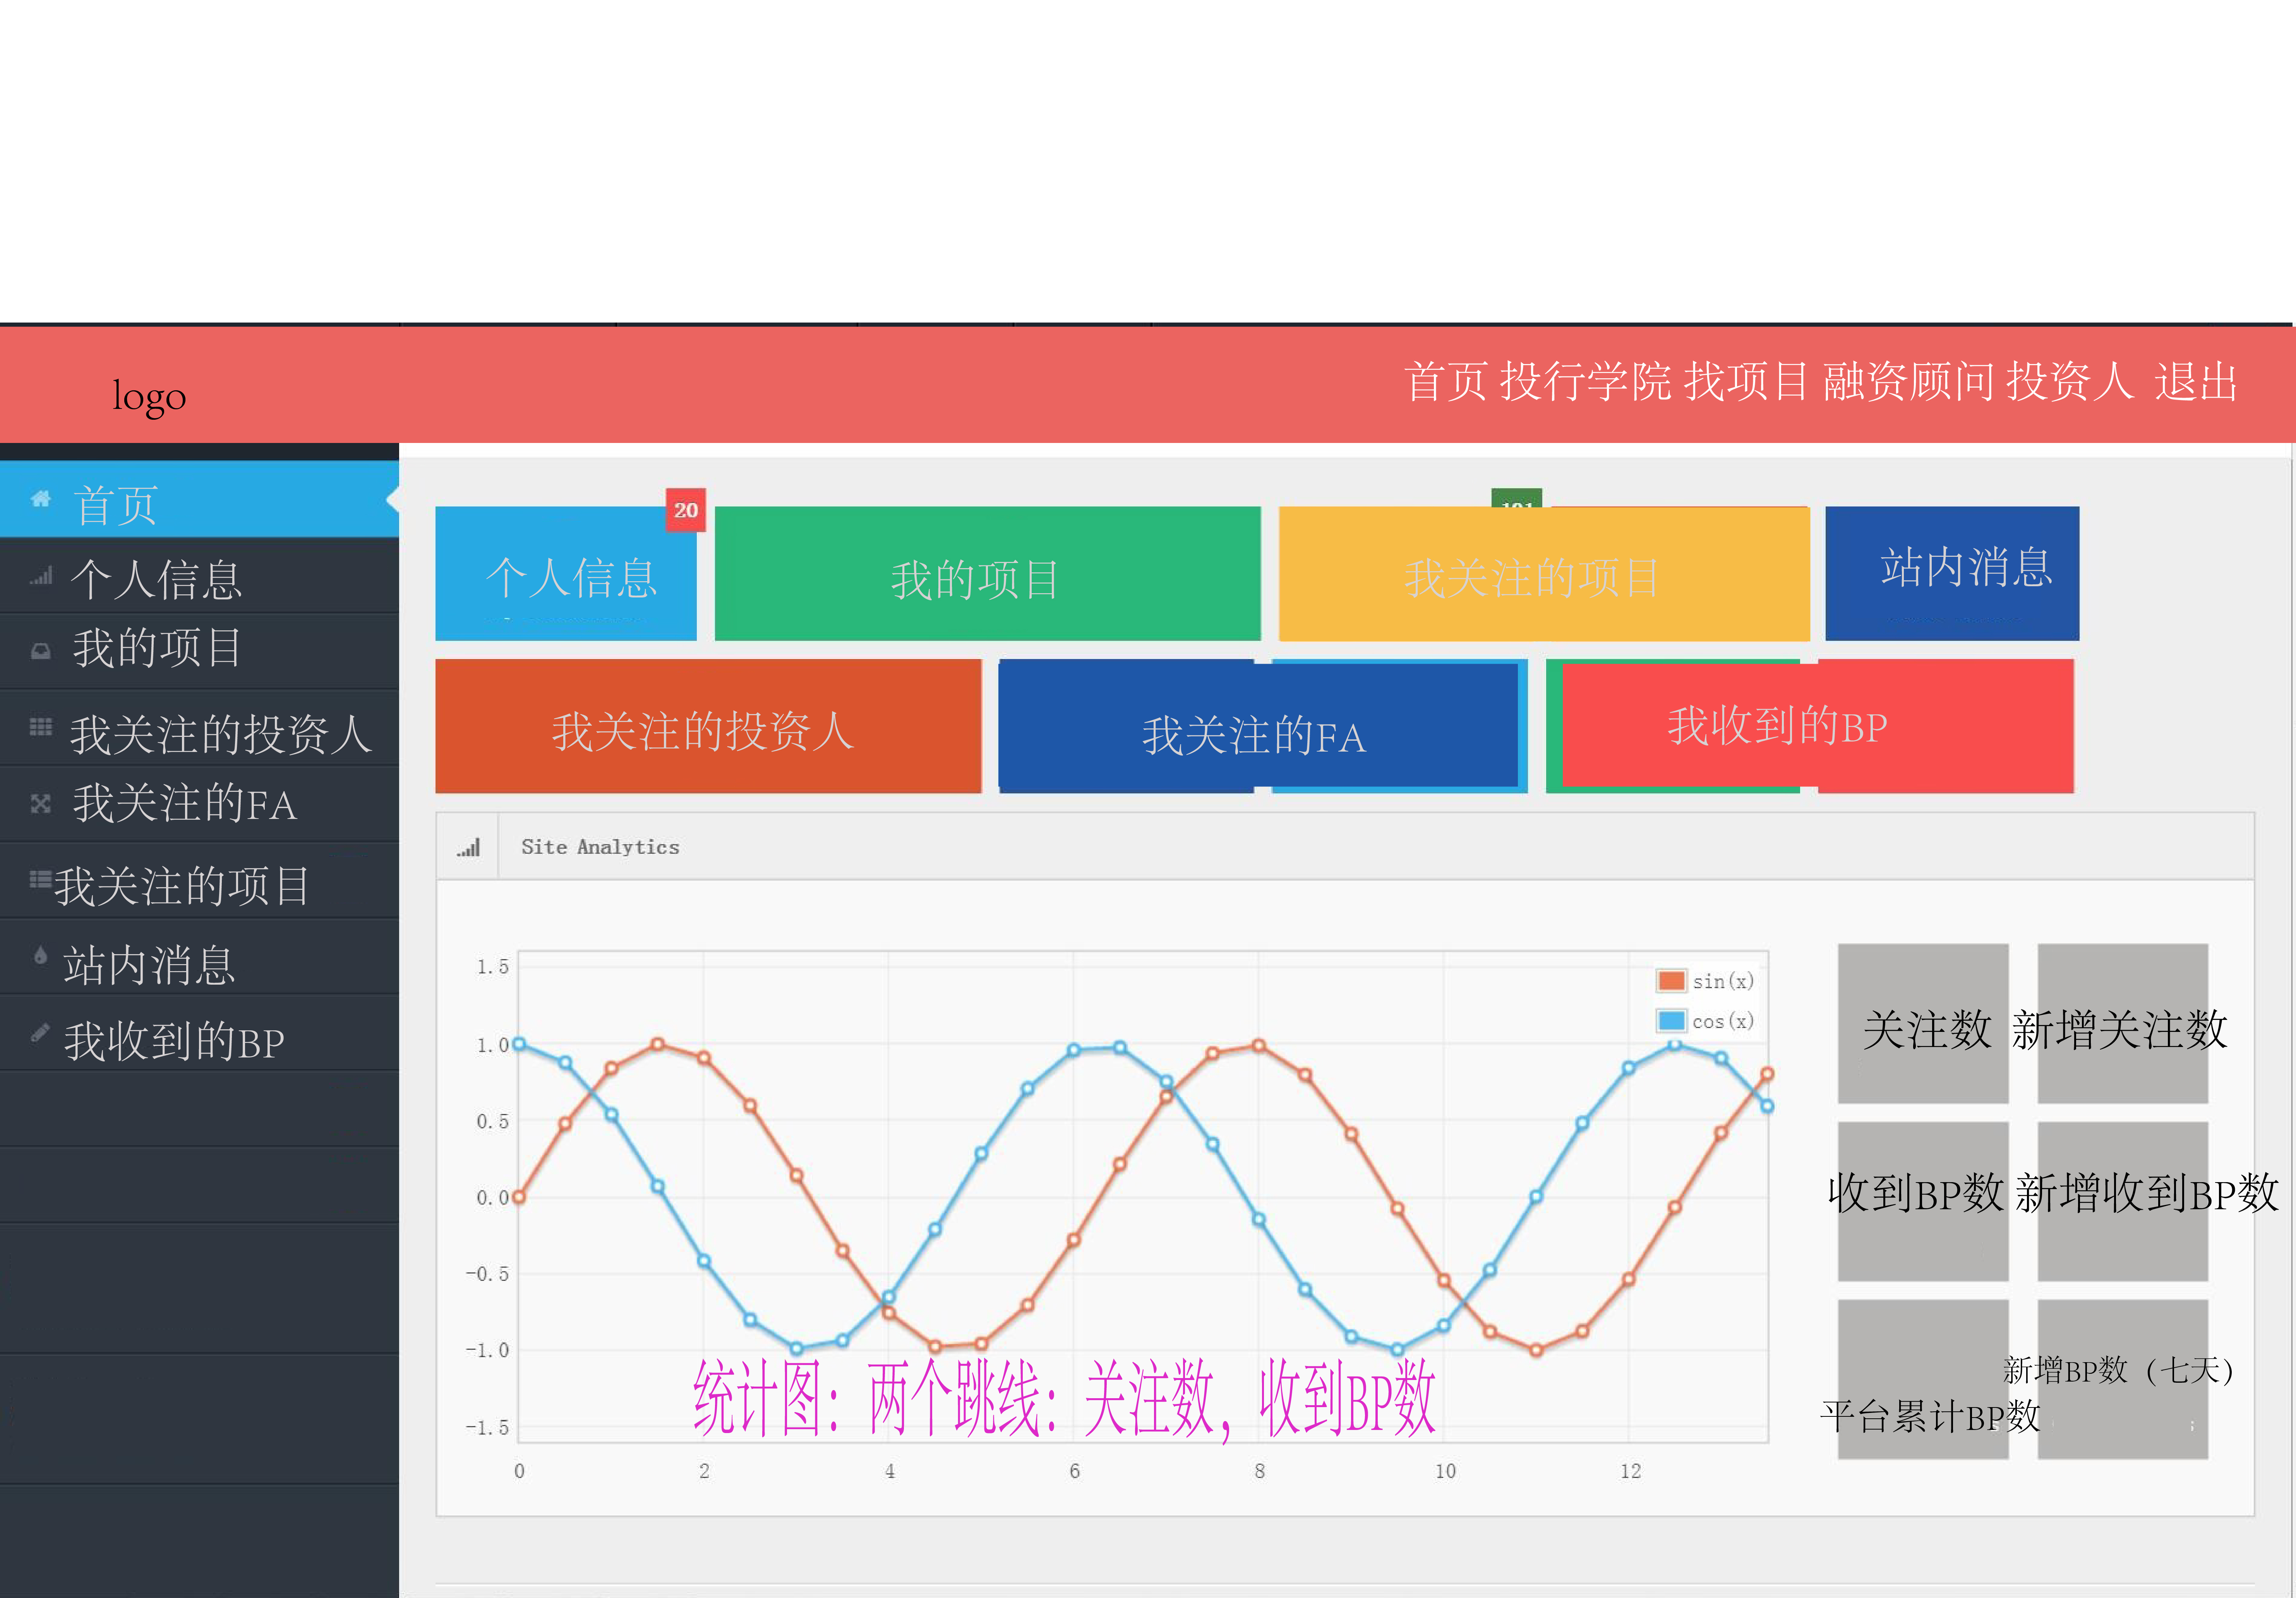 logo
首页 投行学院 找项目 融资顾问 投资人 退出
首页
个人信息
我的项目
我关注的投资人
我关注的FA
我关注的项目
站内消息
我收到的BP
20
个人信息
我的项目
我关注的项目
站内消息
我关注的投资人
我关注的FA
我收到的BP
Site Analytics
1.5
1.0
0.5
0.0
-0.5
-1.0
-1.5
0 2 4 6 8 10 12
sin(x)
cos(x)
统计图：两个跳线：关注数，收到BP数
关注数 新增关注数
收到BP数 新增收到BP数
新增BP数（七天）
平台累计BP数